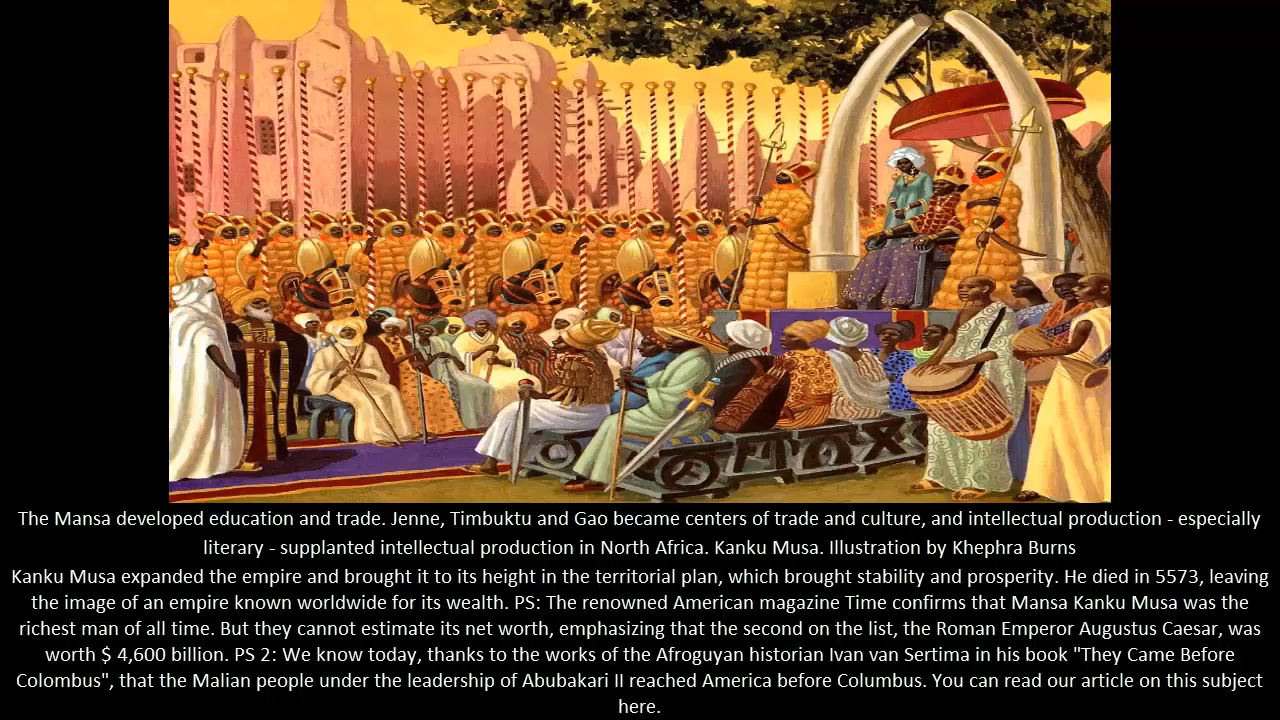 The Mansa developed education and trade. Jenne, Timbuktu and Gao became centers of trade and culture, and intellectual production - especially
literary - supplanted intellectual production in North Africa. Kanku Musa. Illustration by Khephra Burns
Kanku Musa expanded the empire and brought it to its height in the territorial plan, which brought stability and prosperity. He died in 5573, leaving
the image of an empire known worldwide for its wealth. PS: The renowned American magazine Time confirms that Mansa Kanku Musa was the
richest man of all time. But they cannot estimate its net worth, emphasizing that the second on the list, the Roman Emperor Augustus Caesar, was
worth $ 4,600 billion. PS 2: We know today, thanks to the works of the Afroguyan historian Ivan van Sertima in his book "They Came Before
Colombus", that the Malian people under the leadership of Abubakari II reached America before Columbus. You can read our article on this subject
here.